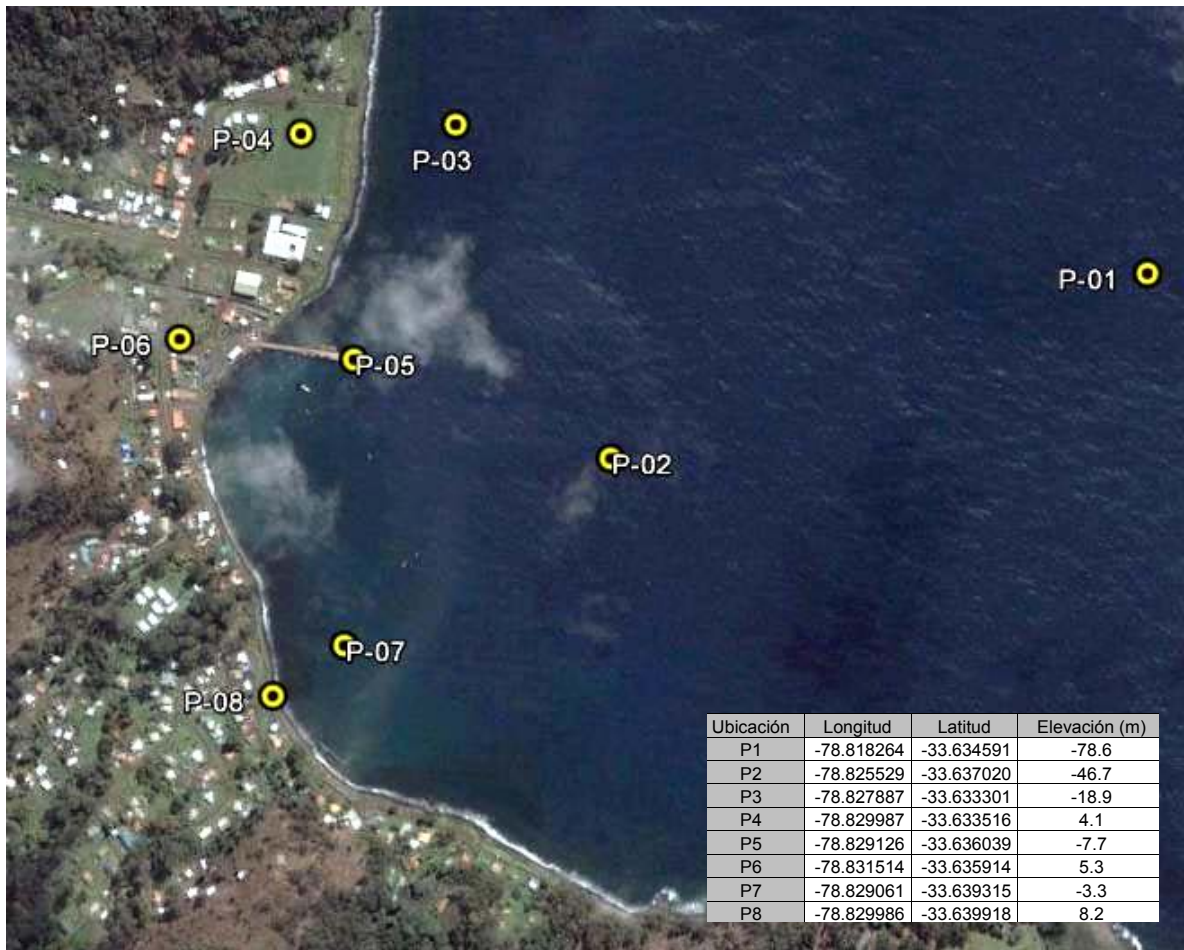 P-04
P-03
P-01
P-06
P-05
P-02
P-07
P-08
Ubicación Longitud Latitud Elevación (m)
P1 -78.818264 -33.634591 -78.6
P2 -78.825529 -33.637020 -46.7
P3 -78.827887 -33.633301 -18.9
P4 -78.829987 -33.633516 4.1
P5 -78.829126 -33.636039 -7.7
P6 -78.831514 -33.635914 5.3
P7 -78.829061 -33.639315 -3.3
P8 -78.829986 -33.639918 8.2